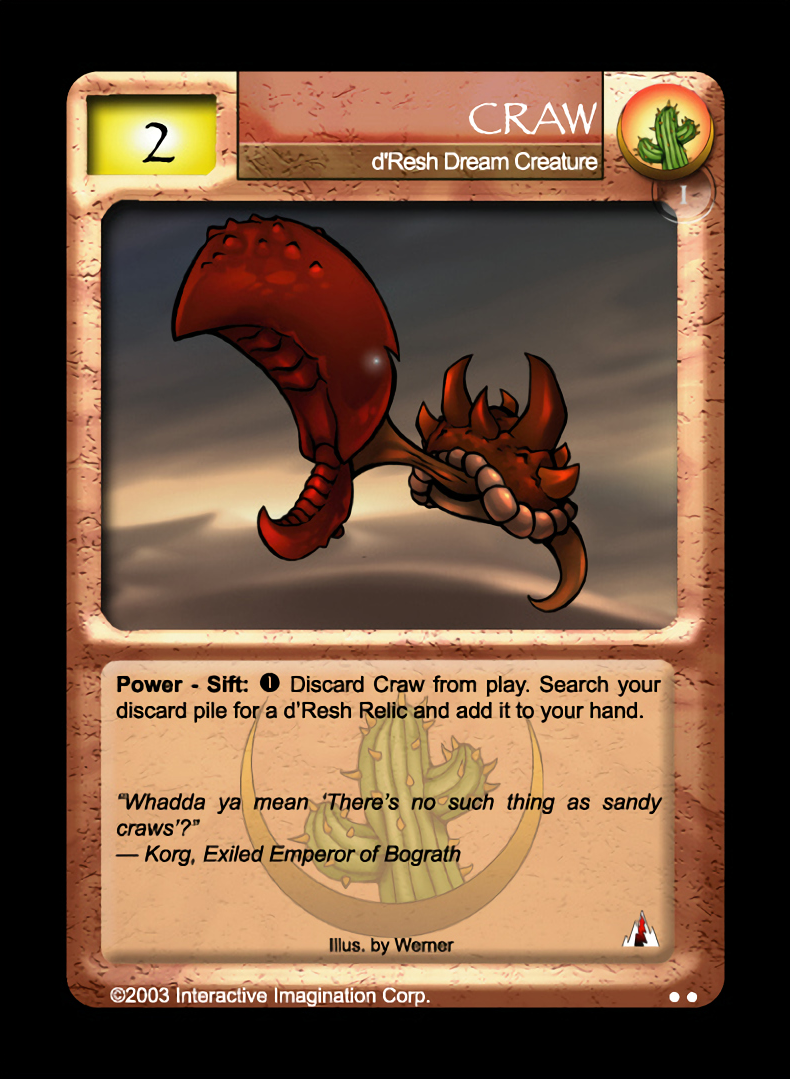 2
CRAW
d'Resh Dream Creature
I
Power - Sift: I Discard Craw from play. Search your
discard pile for a d'Resh Relic and add it to your hand.
“Whadda ya mean ‘There’s no such thing as sandy
craws’?”
— Korg, Exiled Emperor of Bograth
Illus. by Werner
©2003 Interactive Imagination Corp.